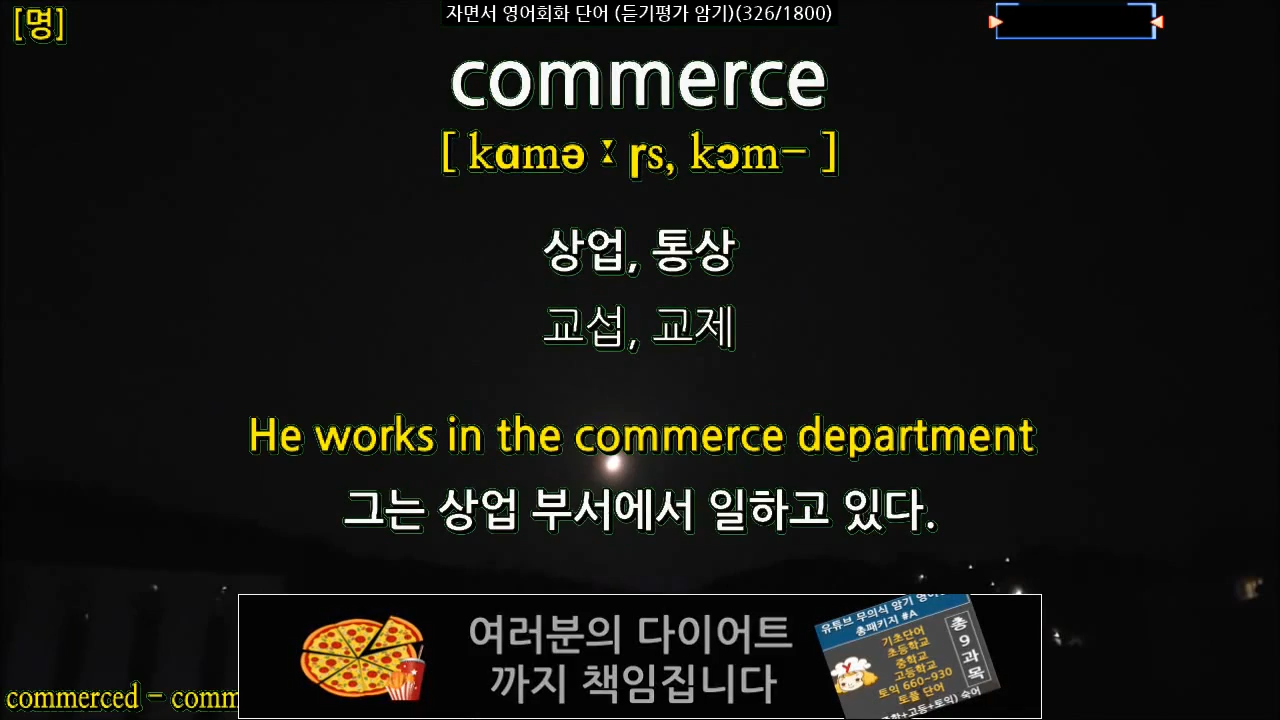 [명]
자면서 영어회화 단어 (듣기평가 암기)(326/1800)
commerce
[ kɑmə ː ɼs, kɔm− ]
상업, 통상
교섭, 교제
He works in the commerce department
그는 상업 부서에서 일하고 있다.
여러분의 다이어트
까지 책임집니다
유튜브 무의식 암기
총패키지 #A
기초단어
초등학교
중학교
고등학교
토익 660-930
토플 단어
숙어
총9과목
commerced -